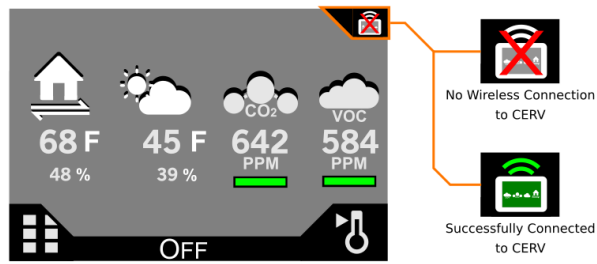 CO2
VOC
68 F
45 F
642
584
PPM
PPM
48 %
39 %
OFF
No Wireless Connection
to CERV
Successfully Connected
to CERV